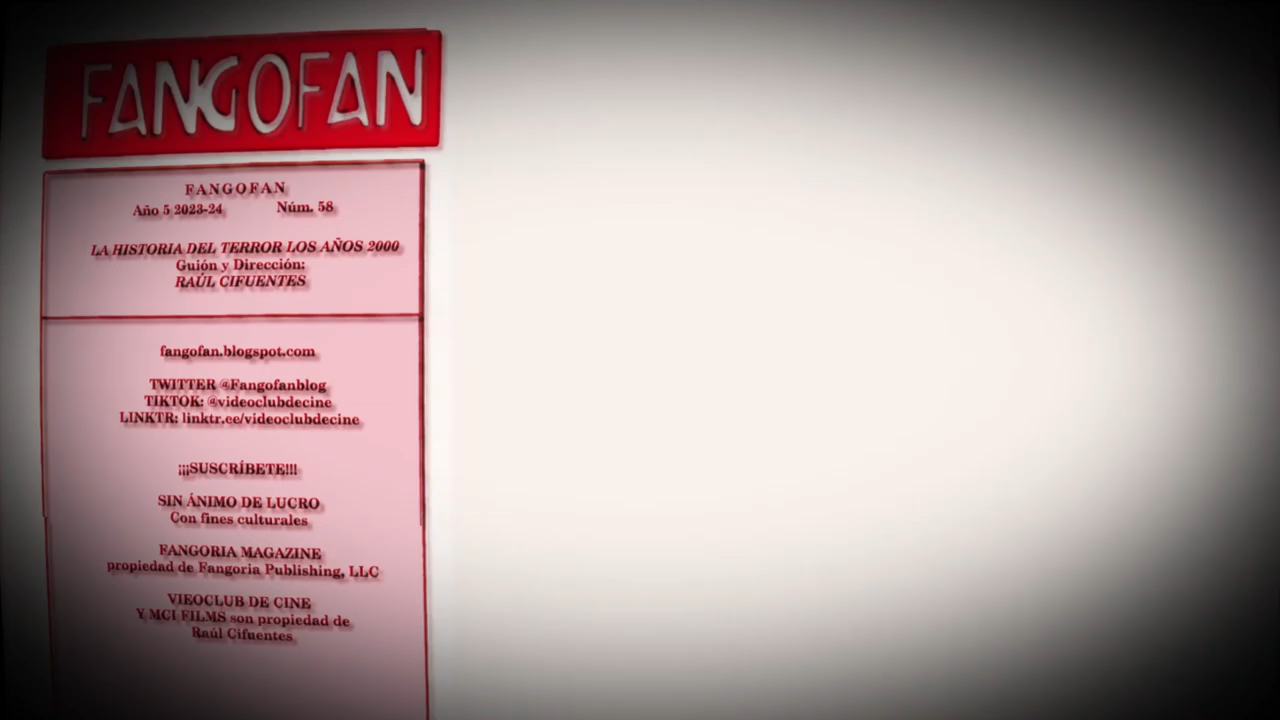 FANGOFAN
FANGOFAN
Año 5 2023-24 Núm. 58
LA HISTORIA DEL TERROR LOS AÑOS 2000
Guión y Dirección:
RAÚL CIFUENTES
fangofan.blogspot.com
TWITTER @Fangofanblog
TIKTOK: @videoclubdecine
LINKTR: linktr.ee/videoclubdecine
¡¡¡SUSCRÍBETE!!!
SIN ÁNIMO DE LUCRO
Con fines culturales
FANGORIA MAGAZINE
propiedad de Fangoria Publishing, LLC
VIEOCLUB DE CINE
Y MCI FILMS son propiedad de
Raúl Cifuentes